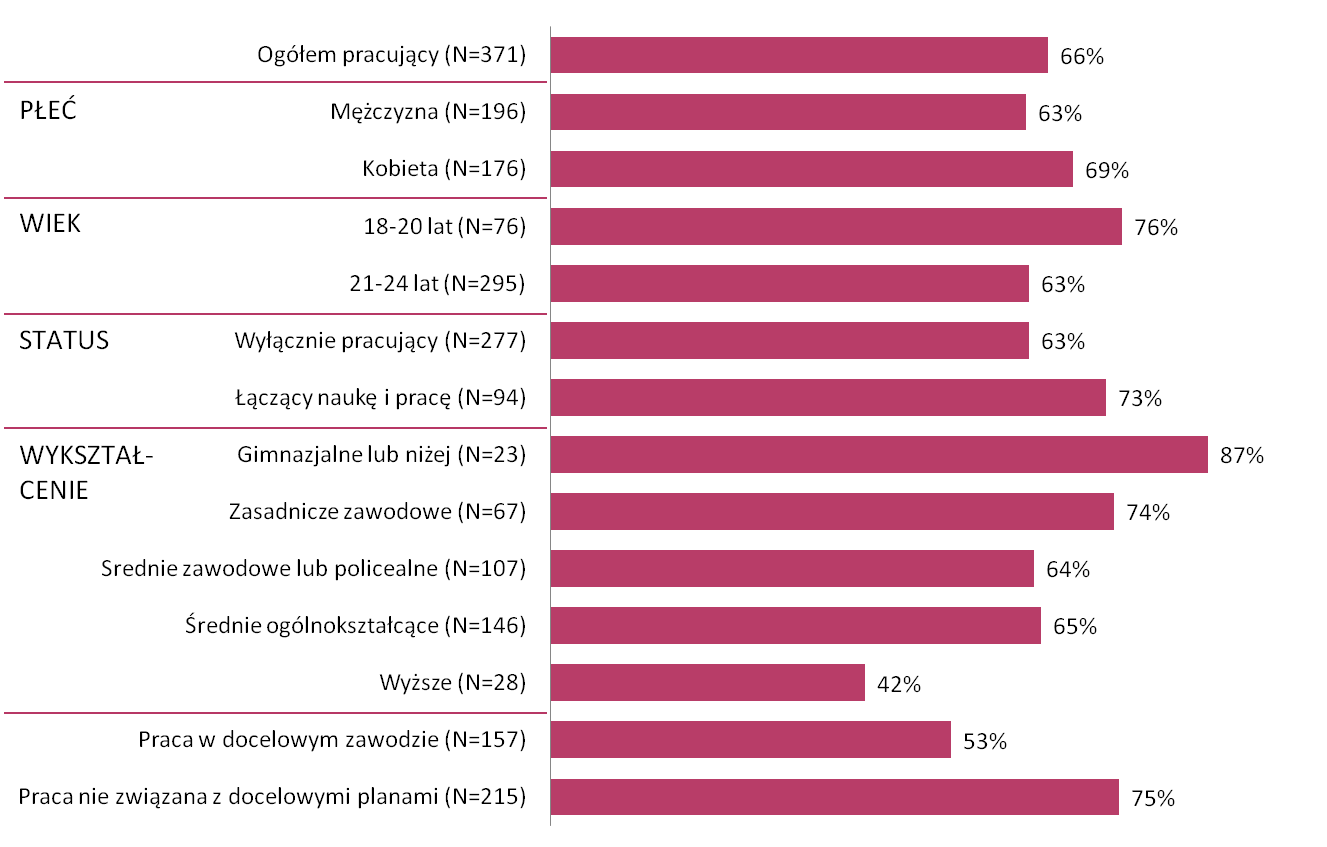 Ogółem pracujący (N=371) 66%
PŁEĆ Mężczyzna (N=196) 63%
Kobieta (N=176) 69%
WIEK 18-20 lat (N=76) 76%
21-24 lat (N=295) 63%
STATUS Wyłącznie pracujący (N=277) 63%
Łączący naukę i pracę (N=94) 73%
WYKSZTAŁ- Gimnazjalne lub niżej (N=23) 87%
CENIE
Zasadnicze zawodowe (N=67) 74%
Srednie zawodowe lub policealne (N=107) 64%
Średnie ogólnokształcące (N=146) 65%
Wyższe (N=28) 42%
Praca w docelowym zawodzie (N=157) 53%
Praca nie związana z docelowymi planami (N=215) 75%